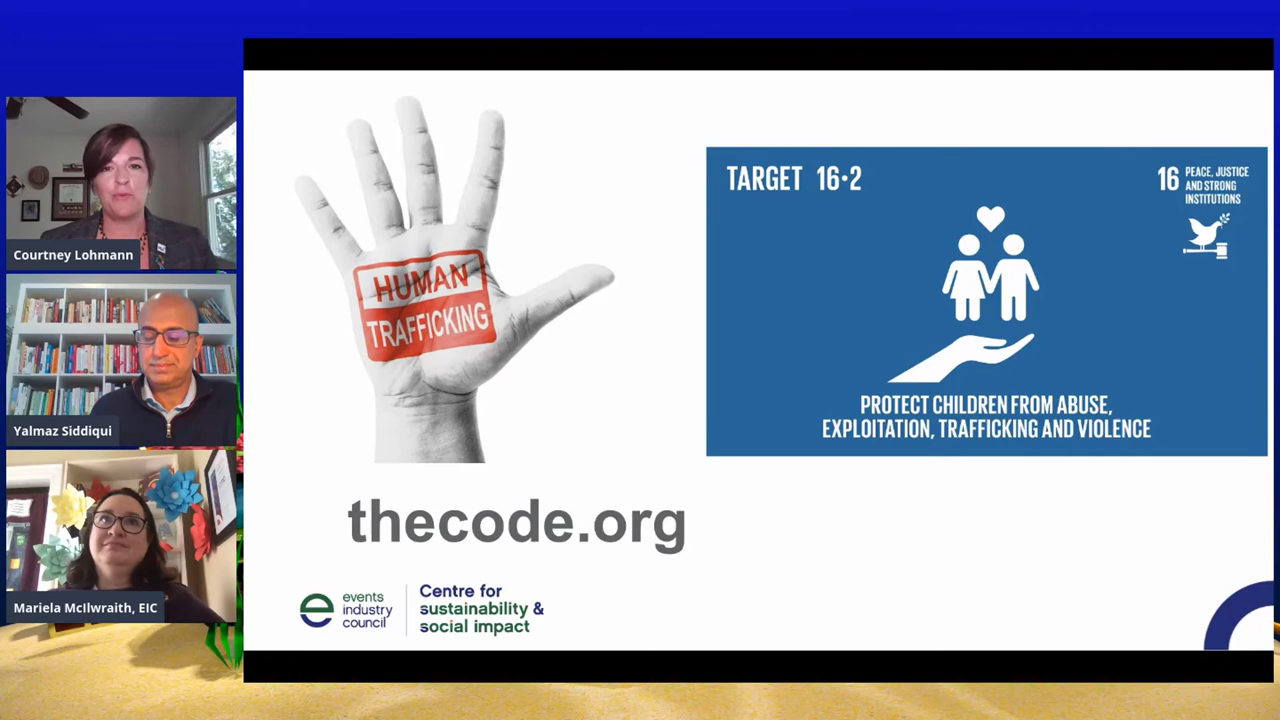 Courtney Lohmann
Yalmaz Siddiqui
Mariela McIlwraith, EIC
HUMAN
TRAFFICKING
thecode.org
events
industry
council
Centre for
sustainability &
social impact
TARGET 16·2
16 PEACE, JUSTICE
AND STRONG
INSTITUTIONS
PROTECT CHILDREN FROM ABUSE,
EXPLOITATION, TRAFFICKING AND VIOLENCE